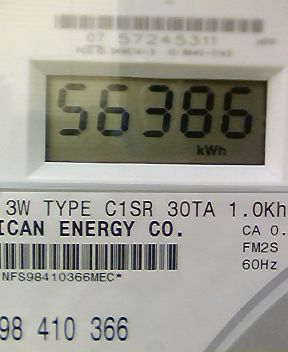 07 57245311
56386
kWh
3W TYPE C1SR 30TA 1.0Kh
ICAN ENERGY CO.
CA 0.
FM2S
60Hz
NFS98410366MEC*
98 410 366